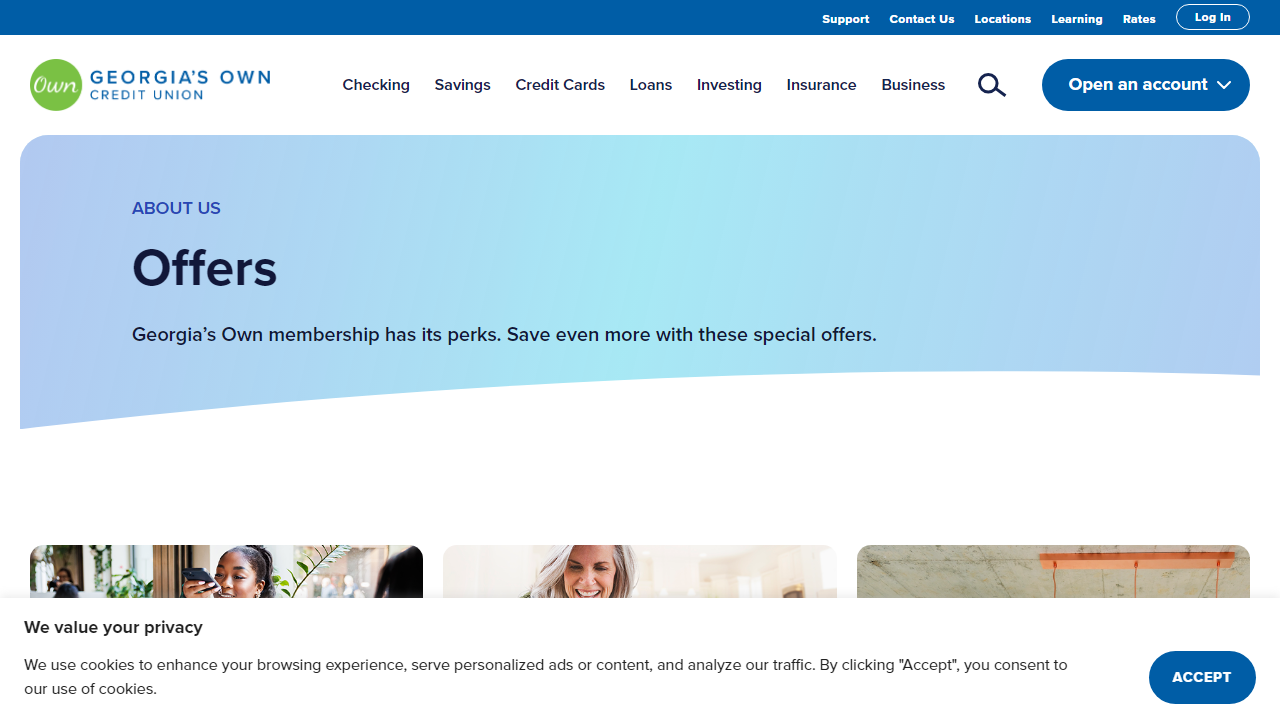 Support Contact Us Locations Learning Rates Log In
Own GEORGIA'S OWN
CREDIT UNION
Checking Savings Credit Cards Loans Investing Insurance Business Open an account
ABOUT US
Offers
Georgia’s Own membership has its perks. Save even more with these special offers.
We value your privacy
We use cookies to enhance your browsing experience, serve personalized ads or content, and analyze our traffic. By clicking "Accept", you consent to
our use of cookies.
ACCEPT